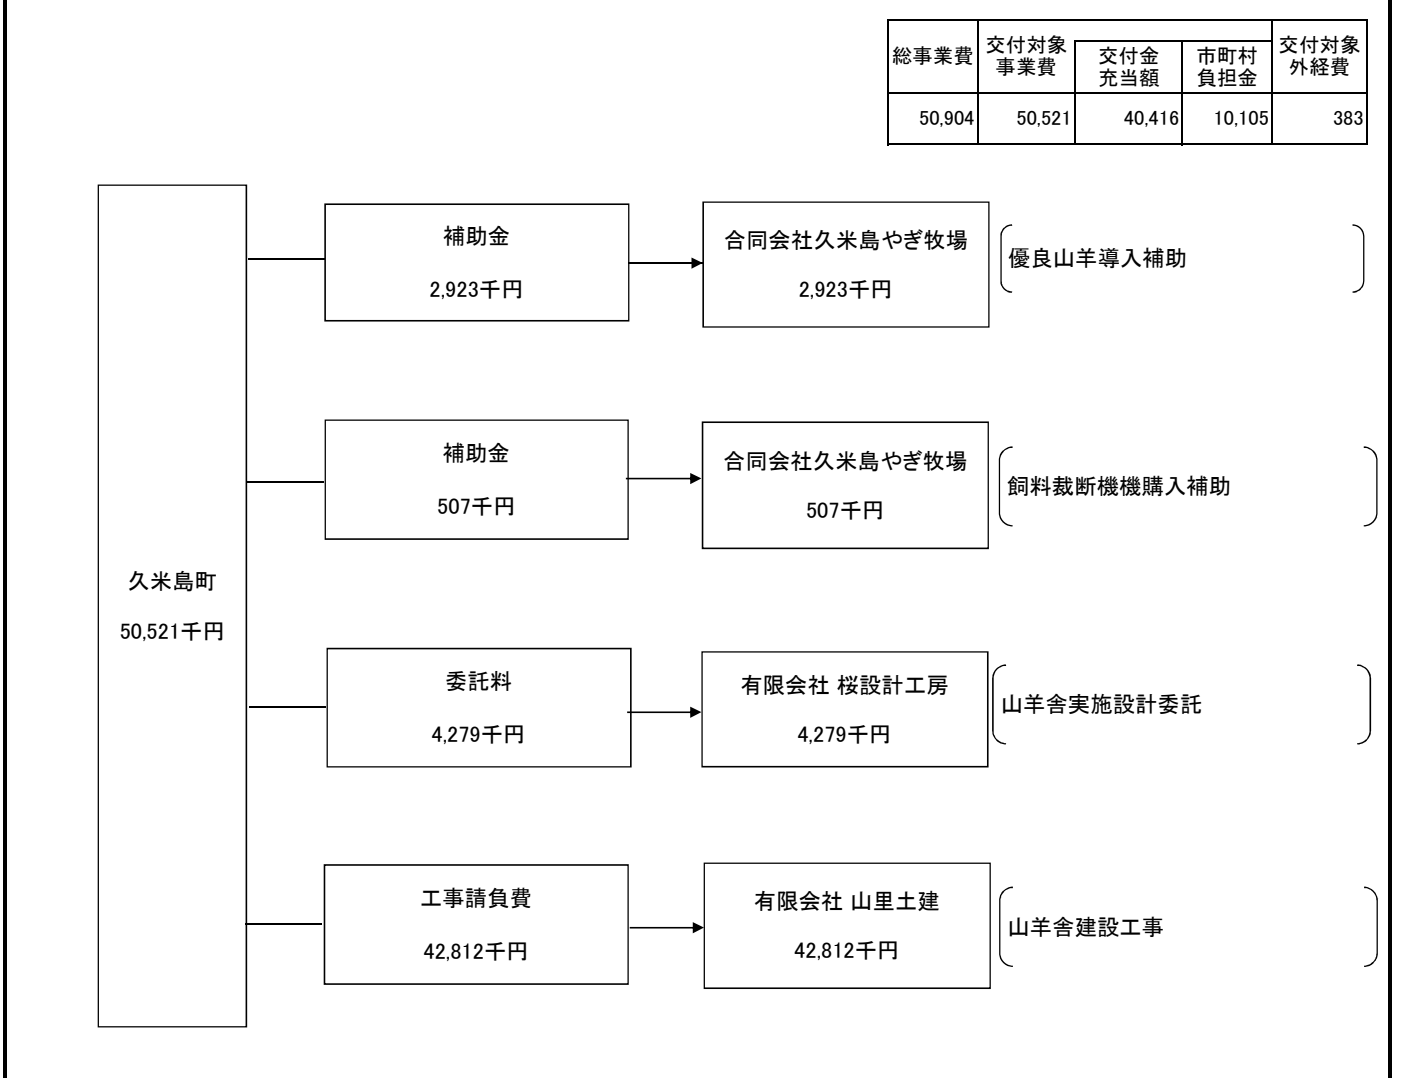 総事業費
交付対象
事業費
交付金
充当額
市町村
負担金
交付対象
外経費
50,904
50,521
40,416
10,105
383
久米島町
50,521千円
補助金
2,923千円
合同会社久米島やぎ牧場
2,923千円
優良山羊導入補助
補助金
507千円
合同会社久米島やぎ牧場
507千円
飼料裁断機機購入補助
委託料
4,279千円
有限会社 桜設計工房
4,279千円
山羊舎実施設計委託
工事請負費
42,812千円
有限会社 山里土建
42,812千円
山羊舎建設工事